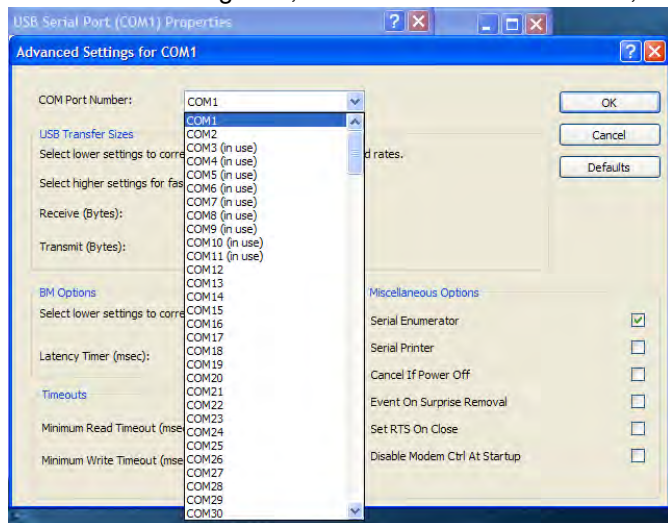 USB Serial Port (COM1) Properties
Advanced Settings for COM1
COM Port Number:
COM1
OK
Cancel
Defaults
COM1
COM2
COM3 (in use)
COM4 (in use)
COM5 (in use)
COM6 (in use)
COM7 (in use)
COM8 (in use)
COM9 (in use)
COM10 (in use)
COM11 (in use)
COM12
COM13
COM14
COM15
COM16
COM17
COM18
COM19
COM20
COM21
COM22
COM23
COM24
COM25
COM26
COM27
COM28
COM29
COM30
USB Transfer Sizes
Select lower settings to corre
d rates.
Select higher settings for fas
Receive (Bytes):
Transmit (Bytes):
BM Options
Select lower settings to corre
Latency Timer (msec):
Timeouts
Minimum Read Timeout (mse
Minimum Write Timeout (mse
Miscellaneous Options
Serial Enumerator
Serial Printer
Cancel If Power Off
Event On Surprise Removal
Set RTS On Close
Disable Modem Ctrl At Startup